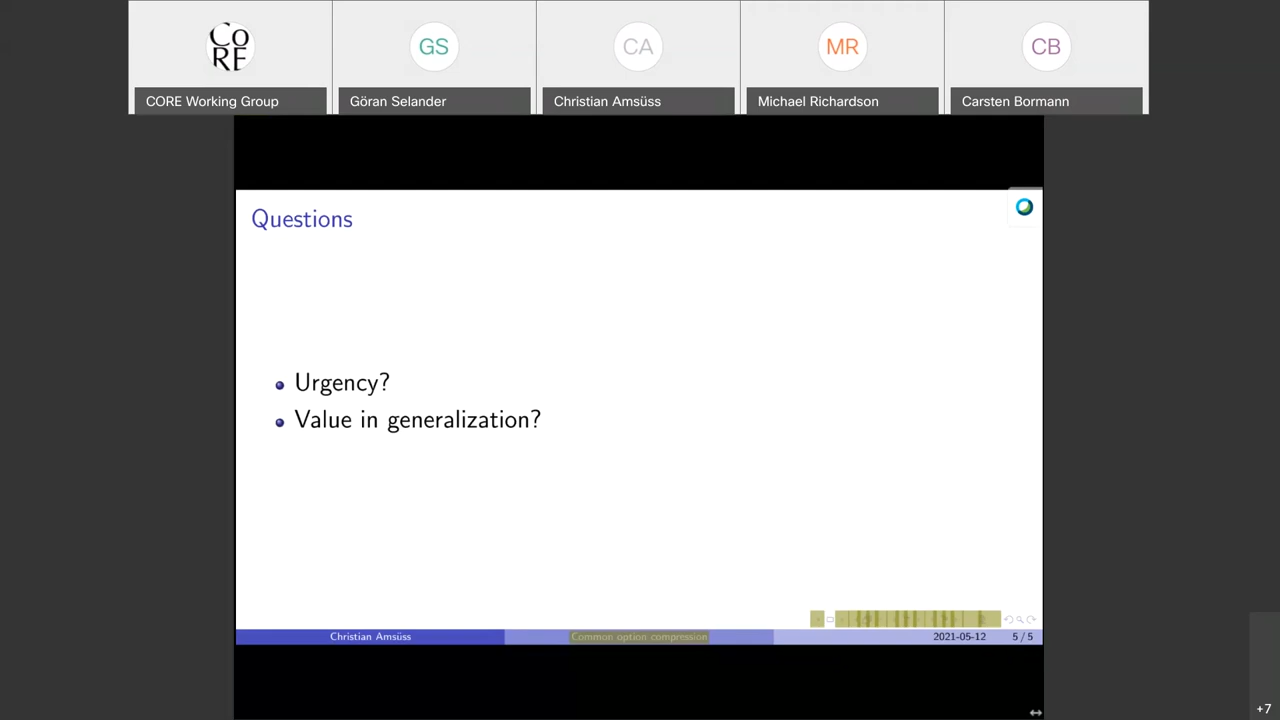 CORE
GS
CA
MR
CB
CORE Working Group
Göran Selander
Christian Amsüss
Michael Richardson
Carsten Bormann
Questions
Urgency?
Value in generalization?
Christian Amsüss
Common option compression
2021-05-12
5 / 5
+7